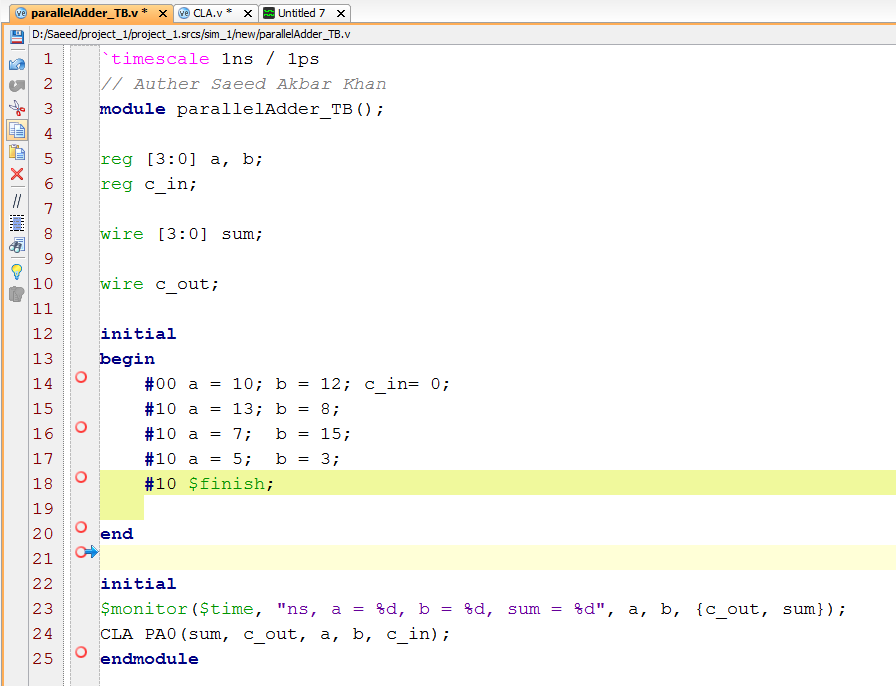 parallelAdder_TB.v * × CLA.v * × Untitled 7 ×
D:/Saeed/project_1/project_1.srcs/sim_1/new/parallelAdder_TB.v
1 `timescale 1ns / 1ps
2 // Auther Saeed Akbar Khan
3 module parallelAdder_TB();
4
5 reg [3:0] a, b;
6 reg c_in;
7
8 wire [3:0] sum;
9
10 wire c_out;
11
12 initial
13 begin
14 #00 a = 10; b = 12; c_in= 0;
15 #10 a = 13; b = 8;
16 #10 a = 7;  b = 15;
17 #10 a = 5;  b = 3;
18 #10 $finish;
19
20 end
21
22 initial
23 $monitor($time, "ns, a = %d, b = %d, sum = %d", a, b, {c_out, sum});
24 CLA PA0(sum, c_out, a, b, c_in);
25 endmodule